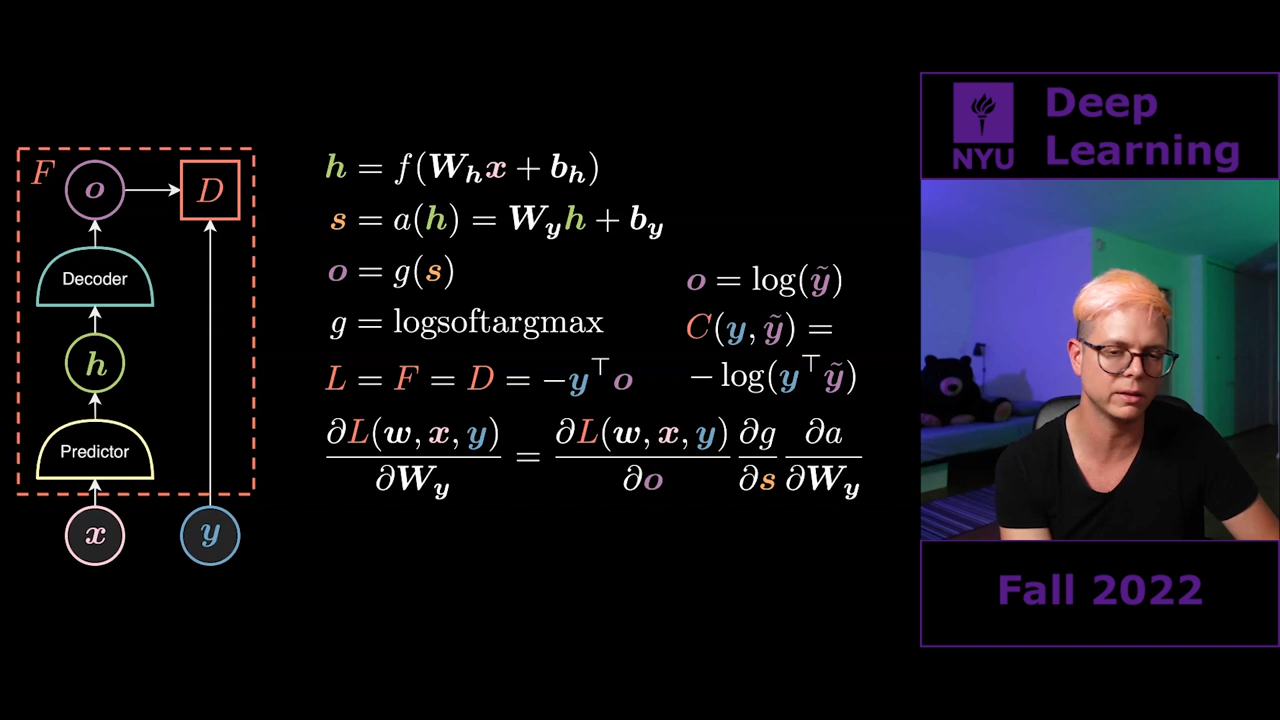 F
o
D
Decoder
h
Predictor
x
y
h = f(W_h x + b_h)
s = a(h) = W_y h + b_y
o = g(s)
g = logsoftargmax
L = F = D = −y^⊤ o
o = log(ỹ)
C(y, ỹ) =
− log(y^⊤ ỹ)
∂L(w, x, y) / ∂W_y = ∂L(w, x, y) / ∂o ∂g / ∂s ∂a / ∂W_y
NYU
Deep
Learning
Fall 2022